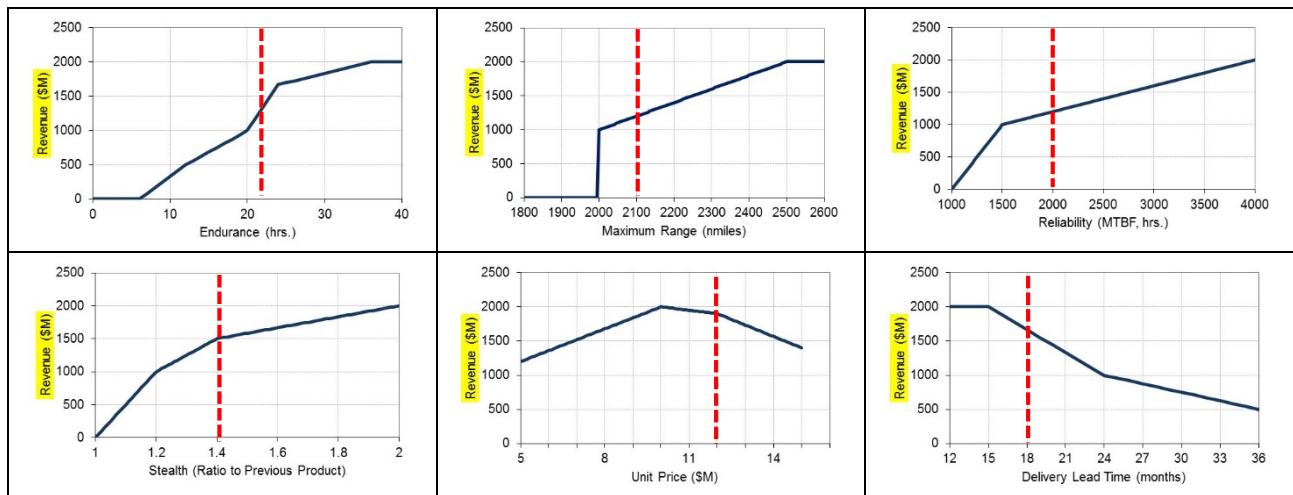 2500
2000
1500
1000
500
0
Revenue ($M)
0 10 20 30 40
Endurance (hrs.)
2500
2000
1500
1000
500
0
Revenue ($M)
1800 1900 2000 2100 2200 2300 2400 2500 2600
Maximum Range (nmiles)
2500
2000
1500
1000
500
0
Revenue ($M)
1000 1500 2000 2500 3000 3500 4000
Reliability (MTBF, hrs.)
2500
2000
1500
1000
500
0
Revenue ($M)
1 1.2 1.4 1.6 1.8 2
Stealth (Ratio to Previous Product)
2500
2000
1500
1000
500
0
Revenue ($M)
5 8 11 14
Unit Price ($M)
2500
2000
1500
1000
500
0
Revenue ($M)
12 15 18 21 24 27 30 33 36
Delivery Lead Time (months)